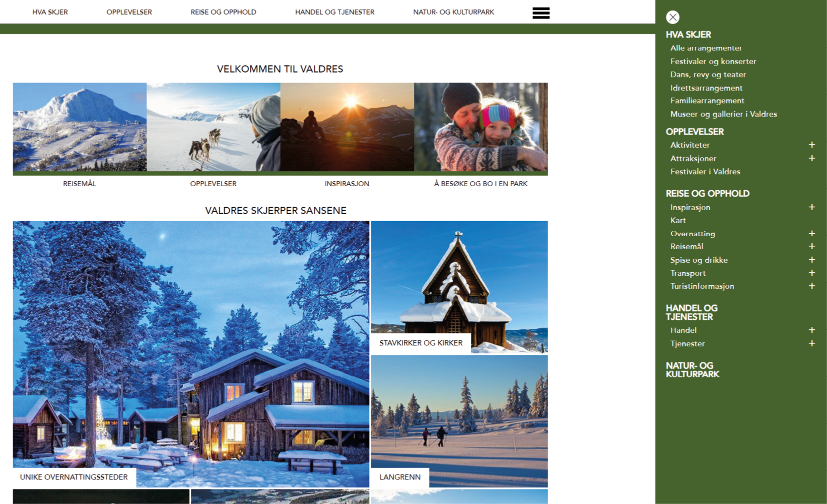 HVA SKJER
OPPLEVELSER
REISE OG OPPHOLD
HANDEL OG TJENESTER
NATUR- OG KULTURPARK
VELKOMMEN TIL VALDRES
REISEMÅL
OPPLEVELSER
INSPIRASJON
Å BESØKE OG BO I EN PARK
VALDRES SKJERPER SANSENE
STAVKIRKER OG KIRKER
UNIKE OVERNATTINGSSTEDER
LANGRENN
HVA SKJER
Alle arrangementer
Festivaler og konserter
Dans, revy og teater
Idrettsarrangement
Familiearrangement
Museer og gallerier i Valdres
OPPLEVELSER
Aktiviteter +
Attraksjoner +
Festivaler i Valdres
REISE OG OPPHOLD
Inspirasjon +
Kart
Overnatting +
Reisemål +
Spise og drikke +
Transport +
Turistinformasjon +
HANDEL OG
TJENESTER
Handel +
Tjenester +
NATUR- OG
KULTURPARK